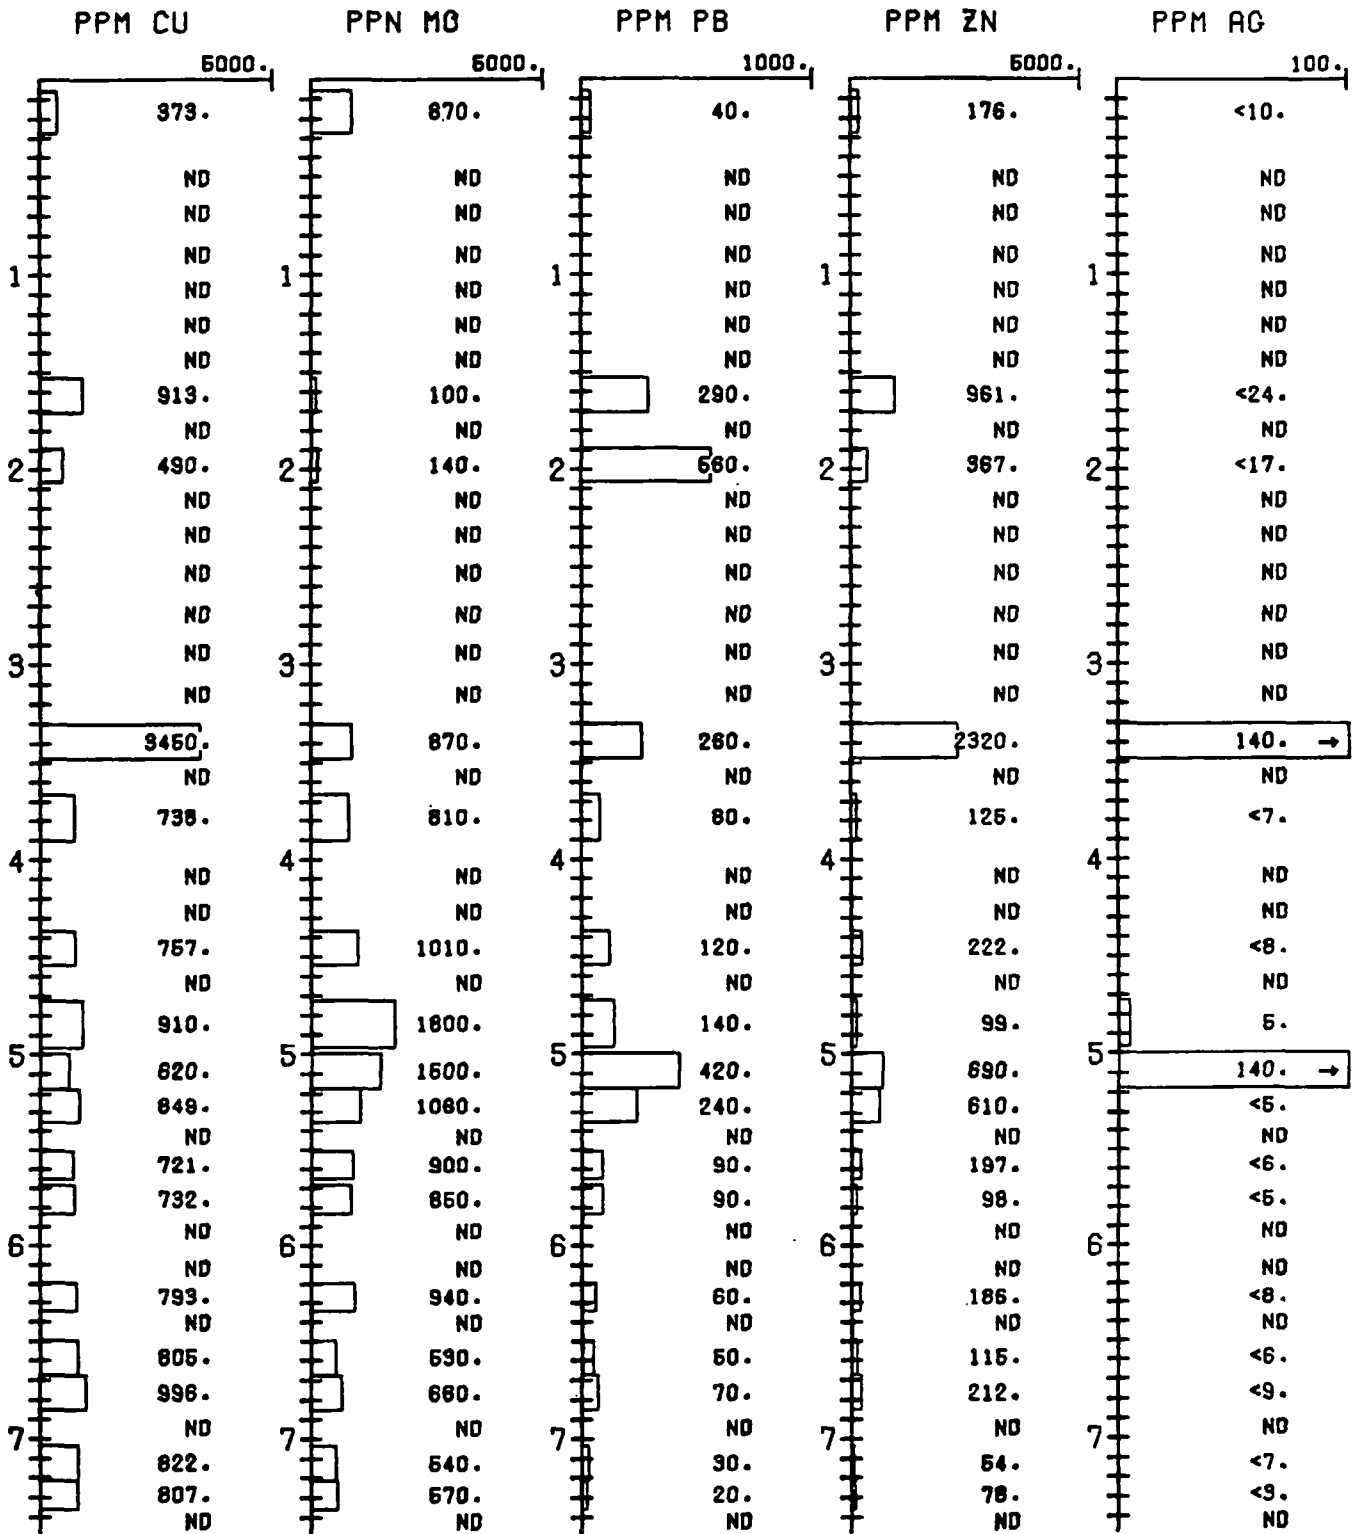 PPM CU PPN MO PPM PB PPM ZN PPM AG
5000. 5000. 1000. 5000. 100.
373. 870. 40. 176. <10.
ND ND ND ND ND
ND ND ND ND ND
ND ND ND ND ND
1 1 1 1 1
ND ND ND ND ND
ND ND ND ND ND
ND ND ND ND ND
913. 100. 290. 961. <24.
ND ND ND ND ND
2 490. 2 140. 2 560. 2 367. 2 <17.
ND ND ND ND ND
ND ND ND ND ND
ND ND ND ND ND
ND ND ND ND ND
ND ND ND ND ND
3 3 3 3 3
ND ND ND ND ND
3450. 870. 260. 2320. 140. →
ND ND ND ND ND
738. 810. 80. 125. <7.
4 4 4 4 4
ND ND ND ND ND
ND ND ND ND ND
757. 1010. 120. 222. <8.
ND ND ND ND ND
910. 1800. 140. 99. 5.
5 5 5 5 5
620. 1500. 420. 690. 140. →
849. 1060. 240. 610. <5.
ND ND ND ND ND
721. 900. 90. 197. <6.
732. 850. 90. 98. <5.
ND ND ND ND ND
6 6 6 6 6
ND ND ND ND ND
793. 940. 60. 185. <8.
ND ND ND ND ND
805. 530. 50. 115. <6.
996. 660. 70. 212. <9.
ND ND ND ND ND
7 7 7 7 7
822. 540. 30. 54. <7.
807. 570. 20. 78. <9.
ND ND ND ND ND